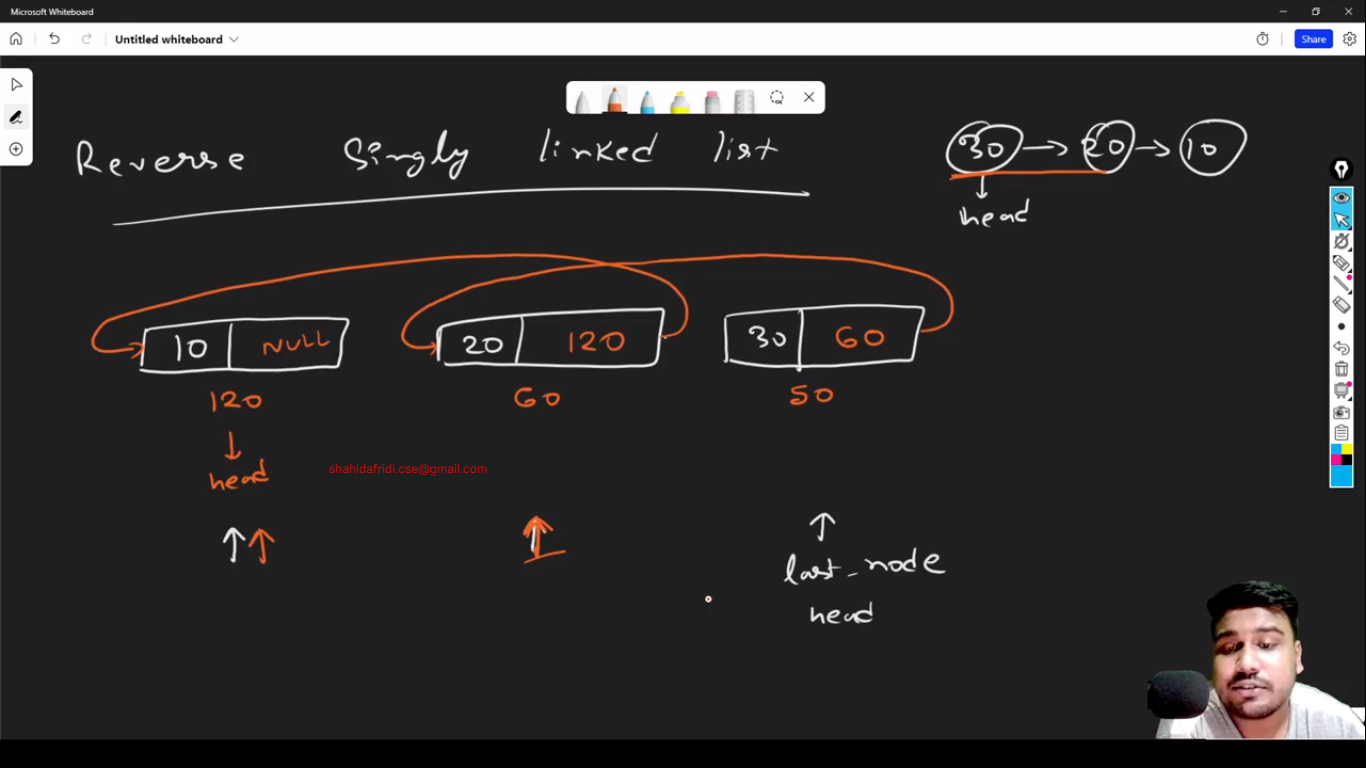 Microsoft Whiteboard
Untitled whiteboard
Share
Reverse Singly linked list
30 → 20 → 10
head
10 NULL 20 120 30 60
120 60 50
head
shahidafridi.cse@gmail.com
last_node
head